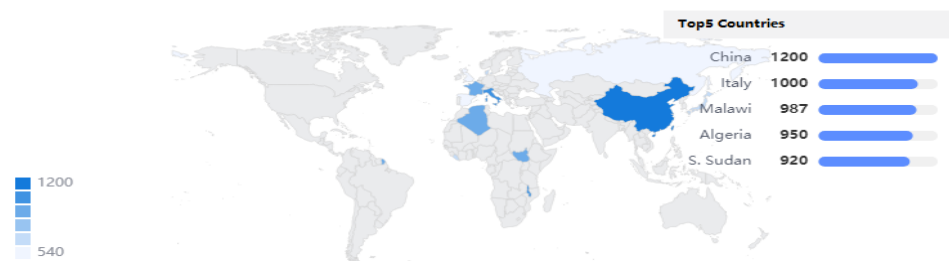 Top5 Countries
China 1200
Italy 1000
Malawi 987
Algeria 950
S. Sudan 920
1200
540